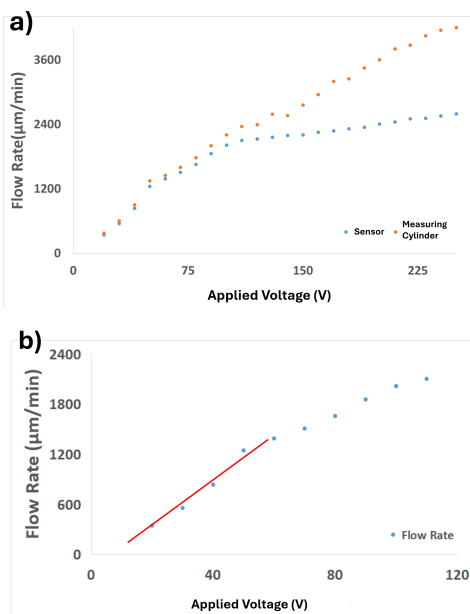 a)
Flow Rate(µm/min)
3600
2400
1200
0
0 75 150 225
Sensor
Measuring
Cylinder
Applied Voltage (V)
b)
Flow Rate (µm/min)
2400
1800
1200
600
0
Flow Rate
0 40 80 120
Applied Voltage (V)